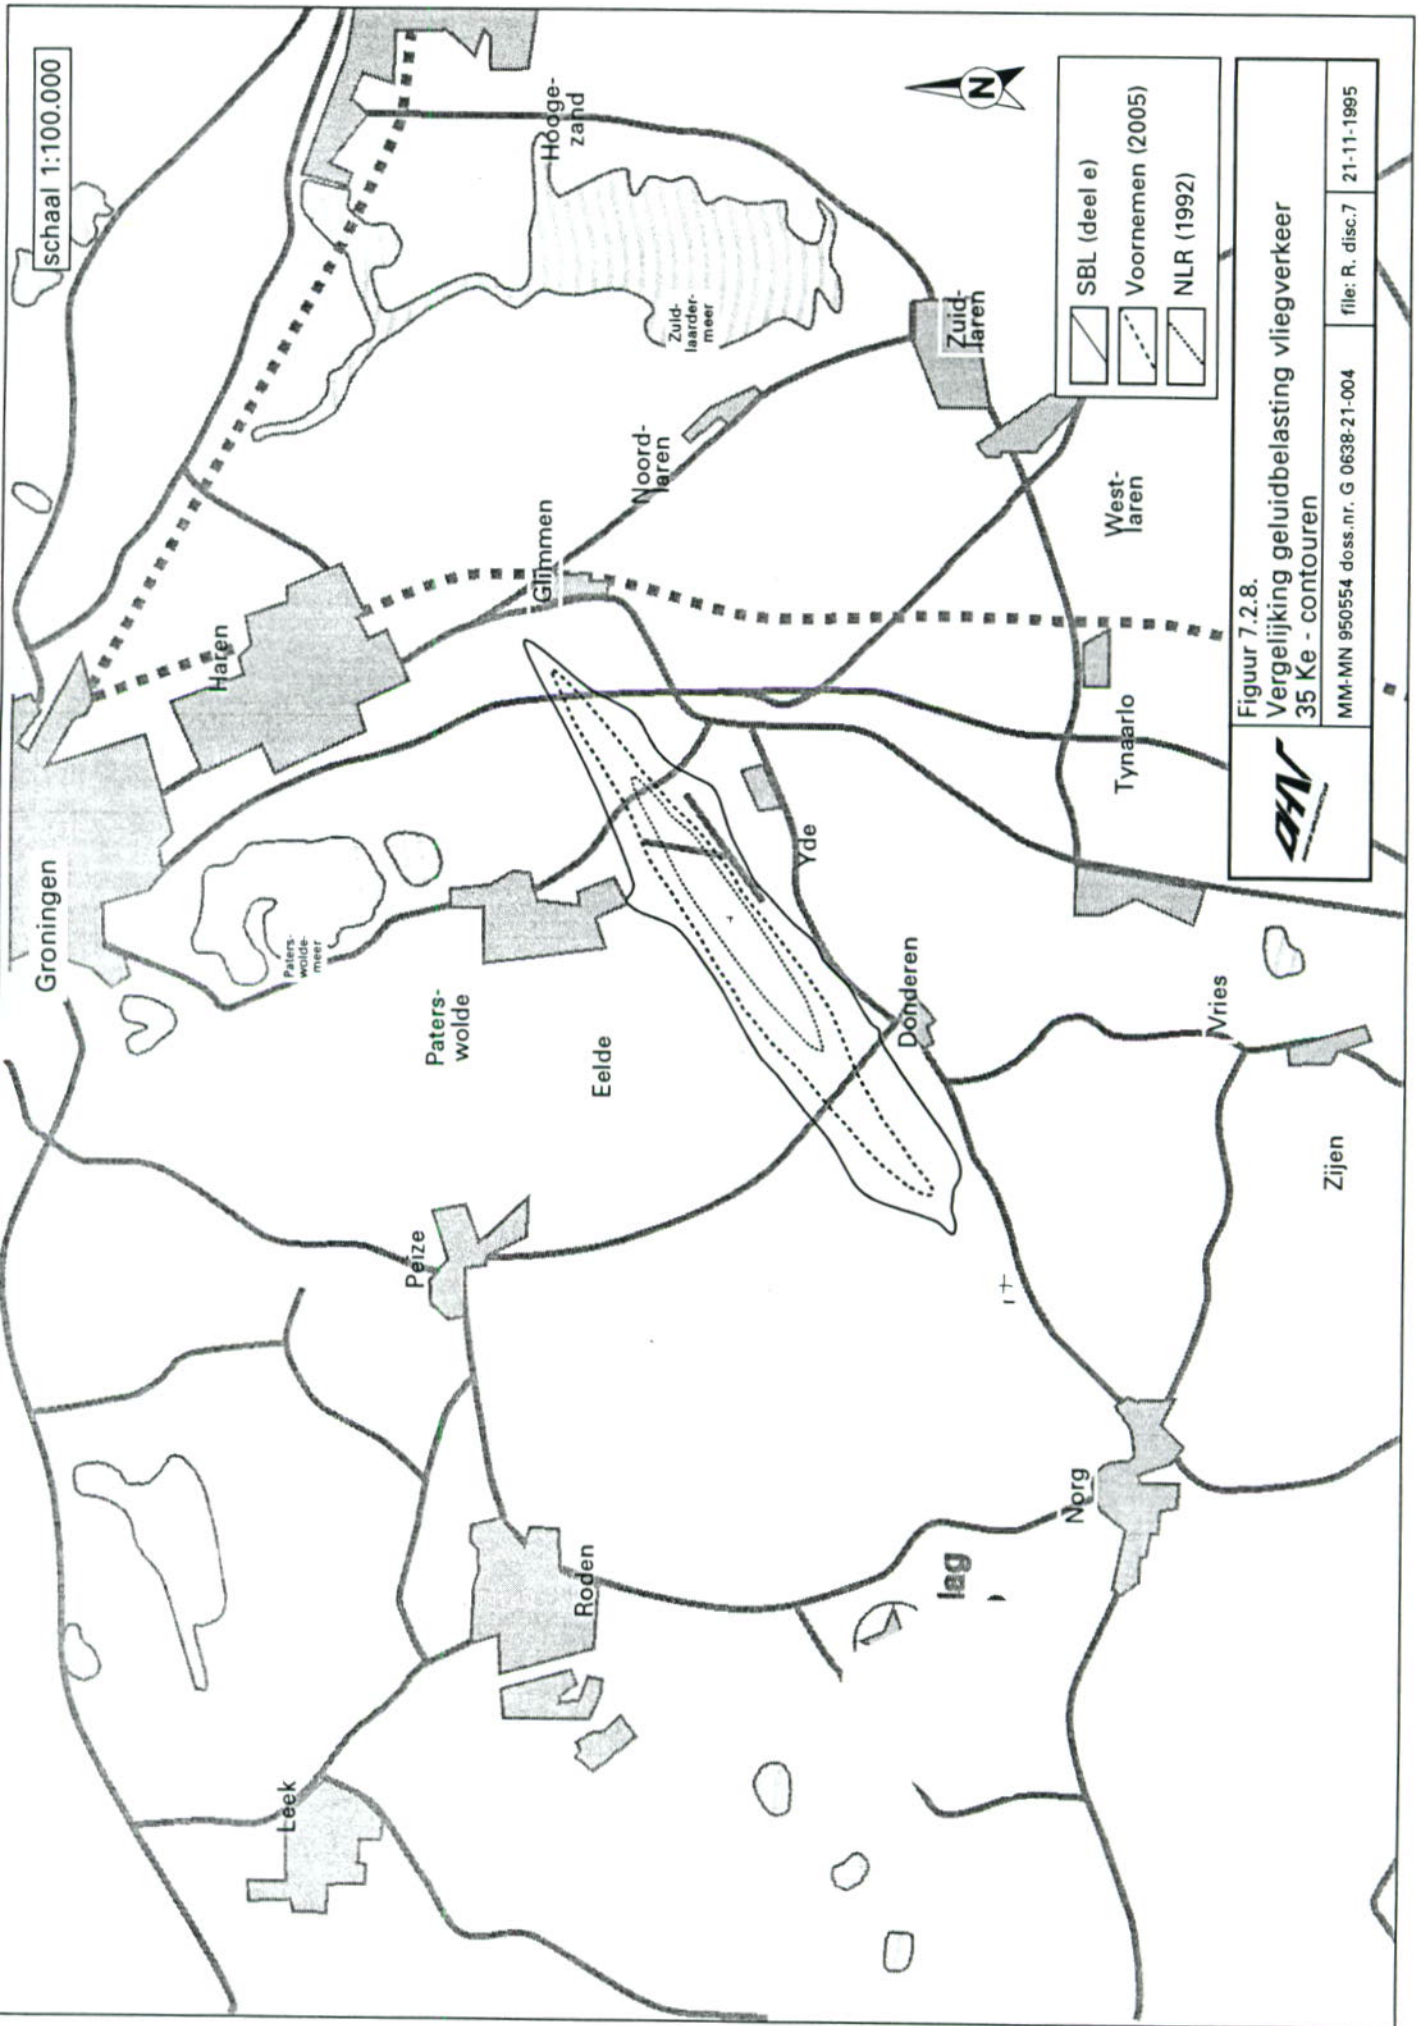 schaal 1:100.000
Groningen
Haren
Hooge-
zand
Paters-
wolde-
meer
Zuid-
laarder-
meer
Glimmen
Noord-
laren
Paters-
wolde
Eelde
Peize
Leek
Roden
Yde
Donderen
Zuid-
laren
West-
laren
Tynaarlo
Vries
Zijen
Norg
lag
N
SBL (deel e)
Voornemen (2005)
NLR (1992)
Figuur 7.2.8.
Vergelijking geluidbelasting vliegverkeer
35 Ke - contouren
MM-MN 950554 doss.nr. G 0638-21-004
file: R. disc.7
21-11-1995